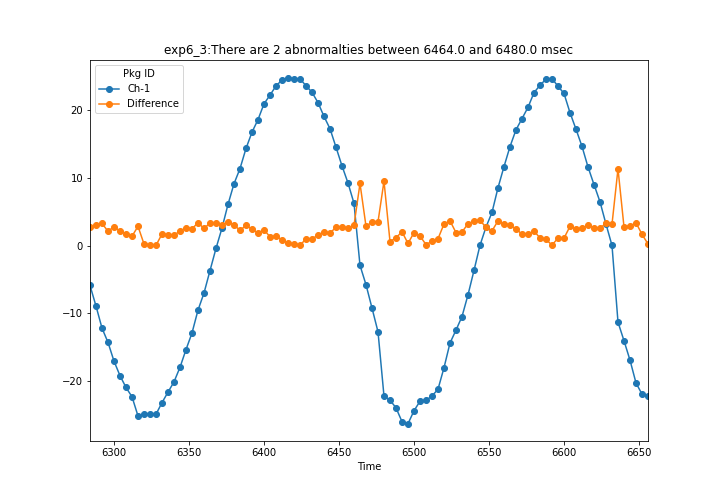 exp6_3:There are 2 abnormalties between 6464.0 and 6480.0 msec
Pkg ID
Ch-1
Difference
20
10
0
−10
−20
6300 6350 6400 6450 6500 6550 6600 6650
Time